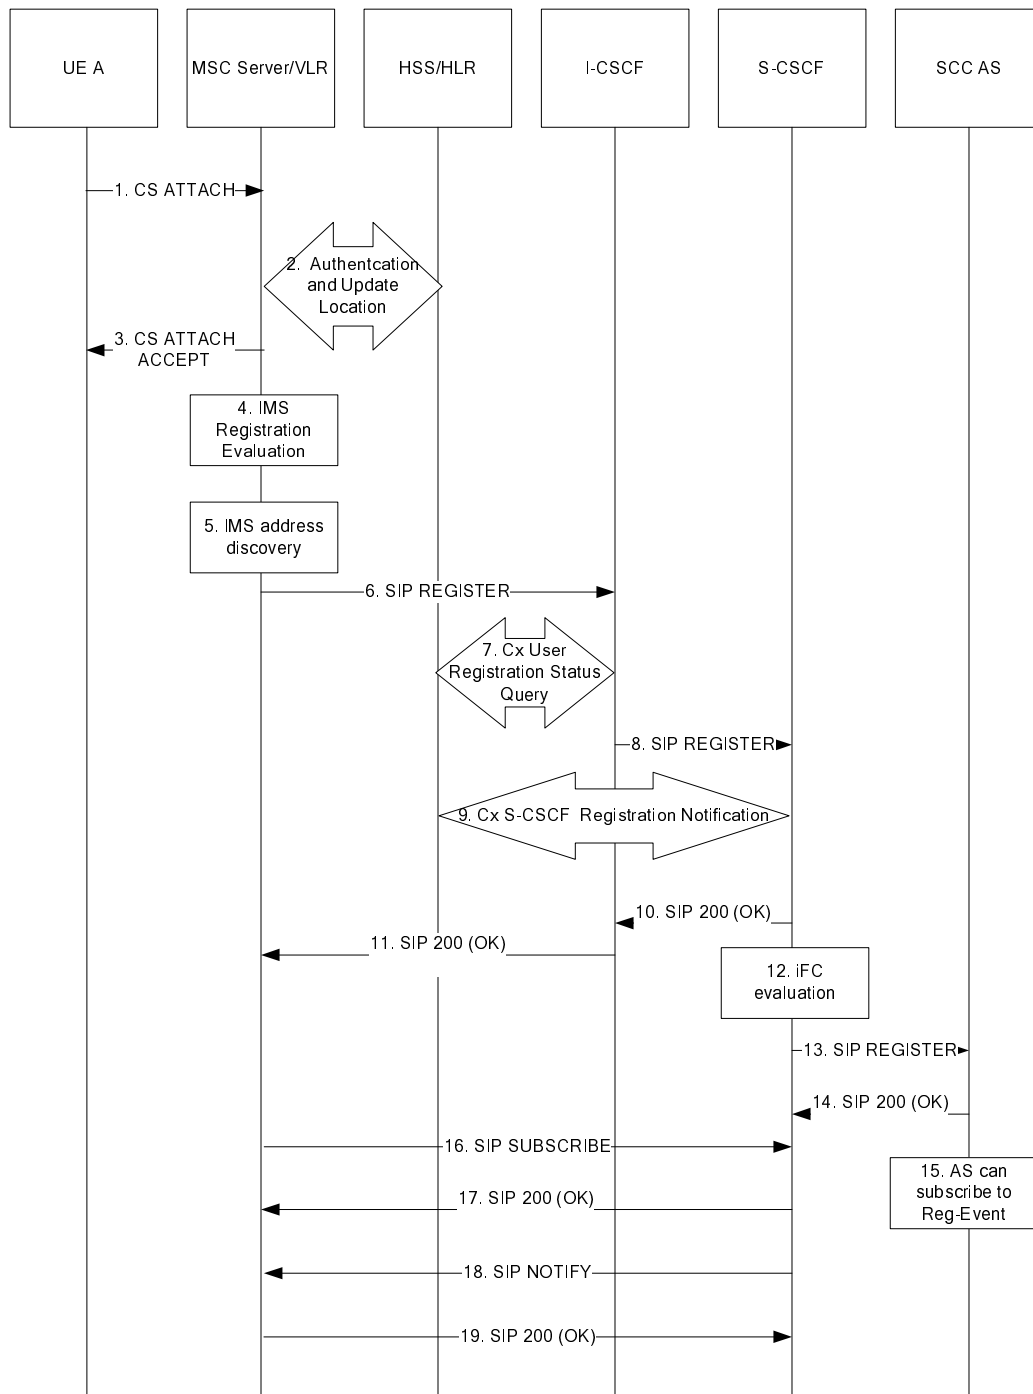 UE A
MSC Server/VLR
HSS/HLR
I-CSCF
S-CSCF
SCC AS
1. CS ATTACH
2. Authentcation
and Update
Location
3. CS ATTACH
ACCEPT
4. IMS
Registration
Evaluation
5. IMS address
discovery
6. SIP REGISTER
7. Cx User
Registration Status
Query
8. SIP REGISTER
9. Cx S-CSCF Registration Notification
10. SIP 200 (OK)
11. SIP 200 (OK)
12. iFC
evaluation
13. SIP REGISTER
14. SIP 200 (OK)
16. SIP SUBSCRIBE
15. AS can
subscribe to
Reg-Event
17. SIP 200 (OK)
18. SIP NOTIFY
19. SIP 200 (OK)